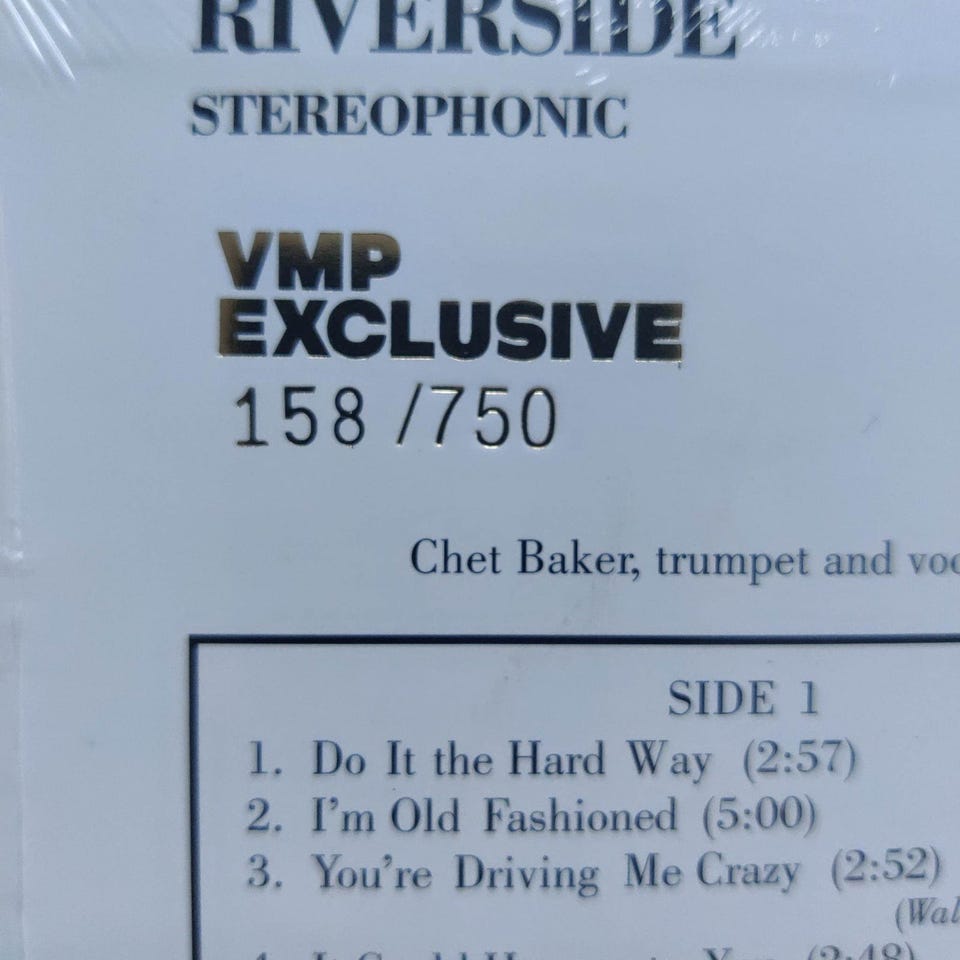 RIVERSIDE
STEREOPHONIC
VMP
EXCLUSIVE
158 /750
Chet Baker, trumpet and
SIDE 1
1. Do It the Hard Way (2:57)
2. I'm Old Fashioned (5:00)
3. You're Driving Me Crazy (2:52)
(Wal